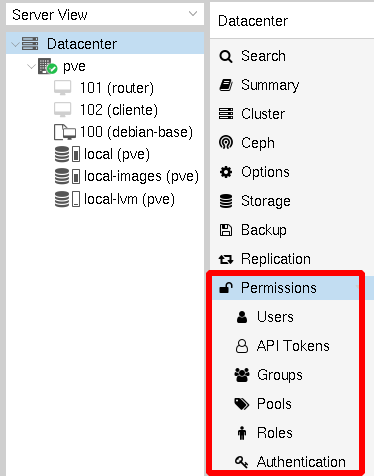 Server View
Datacenter
pve
101 (router)
102 (cliente)
100 (debian-base)
local (pve)
local-images (pve)
local-lvm (pve)
Datacenter
Search
Summary
Cluster
Ceph
Options
Storage
Backup
Replication
Permissions
Users
API Tokens
Groups
Pools
Roles
Authentication